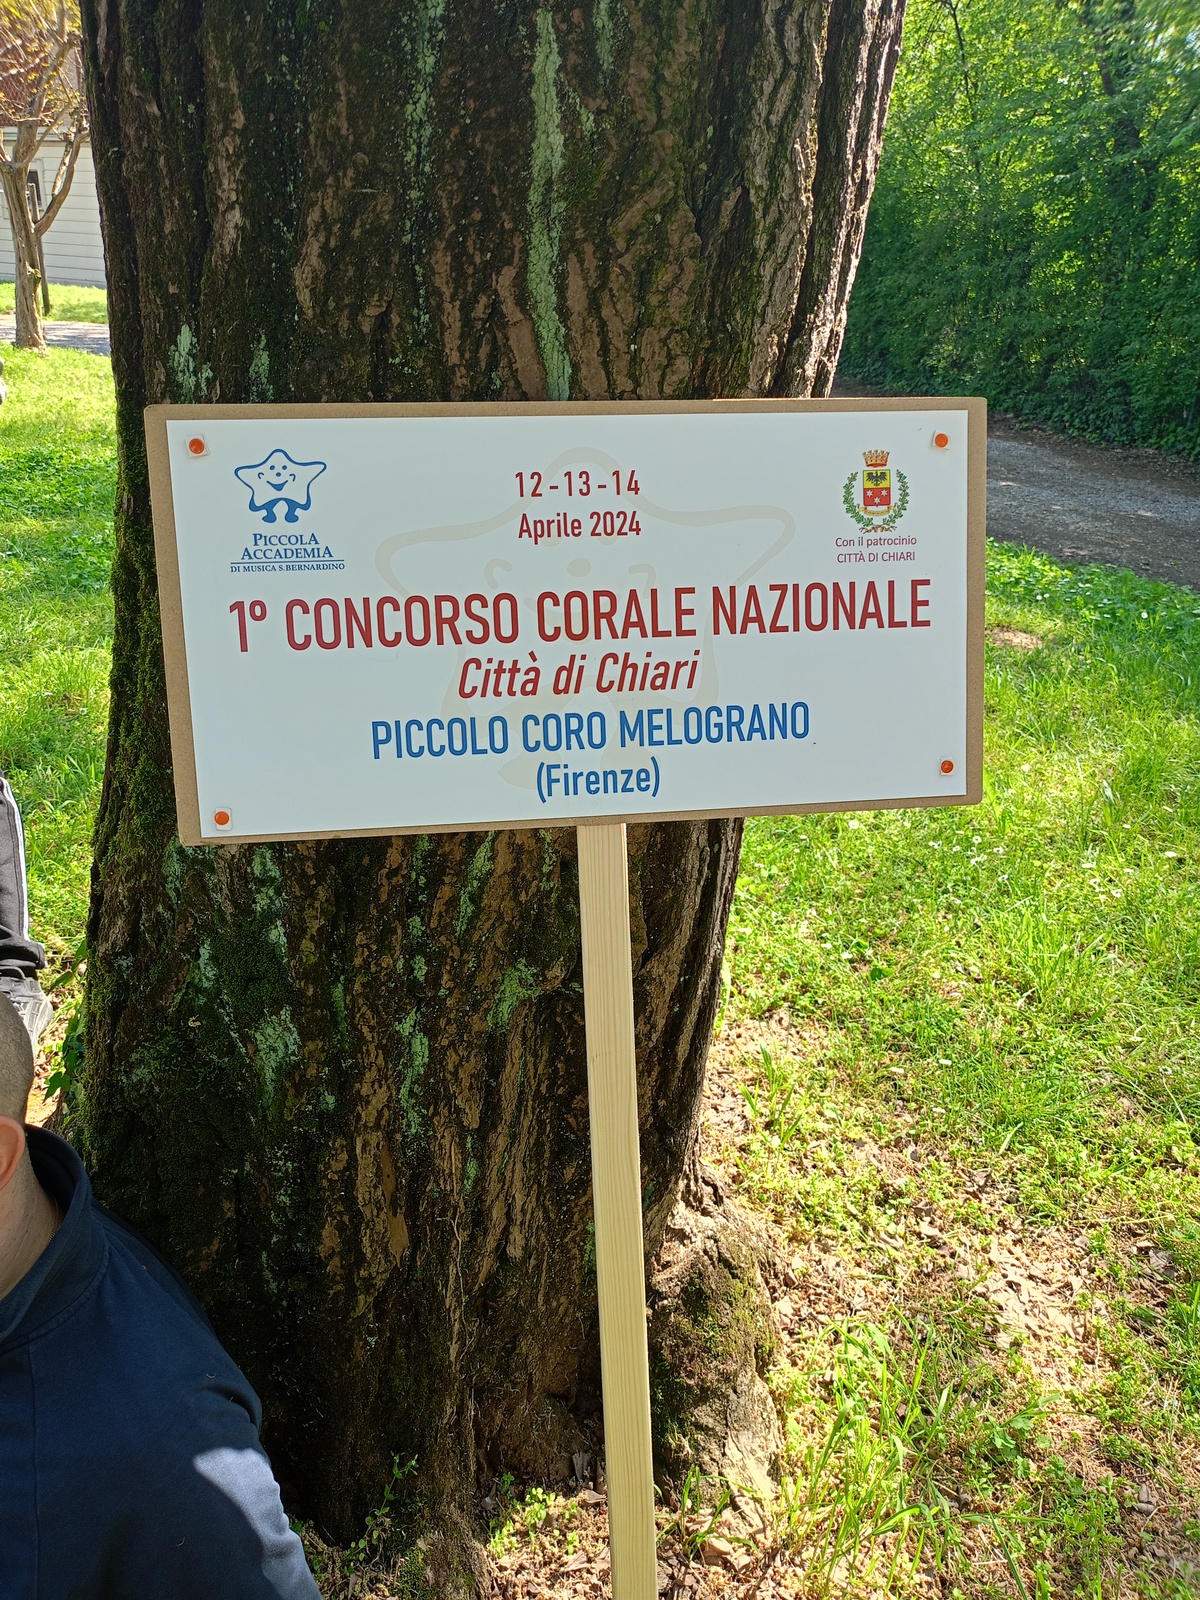 PICCOLA
ACCADEMIA
DI MUSICA S.BERNARDINO
12-13-14
Aprile 2024
Con il patrocinio
CITTÀ DI CHIARI
1º CONCORSO CORALE NAZIONALE
Città di Chiari
PICCOLO CORO MELOGRANO
(Firenze)